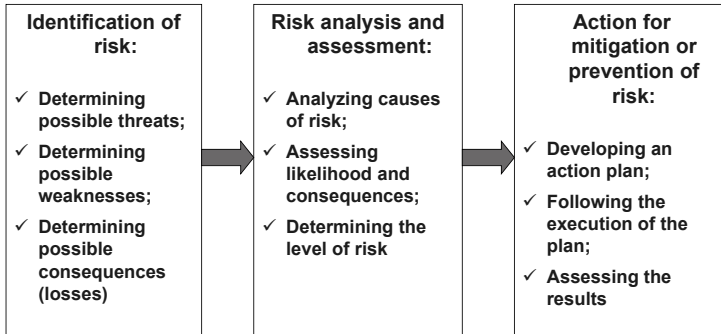 Identification of
risk:
✓ Determining
possible threats;
✓ Determining
possible
weaknesses;
✓ Determining
possible
consequences
(losses)
Risk analysis and
assessment:
✓ Analyzing causes
of risk;
✓ Assessing
likelihood and
consequences;
✓ Determining the
level of risk
Action for
mitigation or
prevention of
risk:
✓ Developing an
action plan;
✓ Following the
execution of the
plan;
✓ Assessing the
results